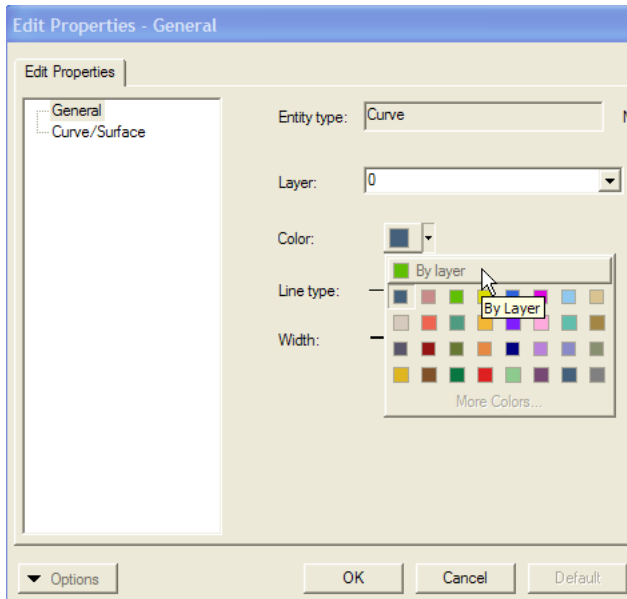 Edit Properties - General
Edit Properties
General
Curve/Surface
Entity type: Curve
Layer: 0
Color:
By layer
Line type:
By Layer
Width:
More Colors...
Options OK Cancel Default